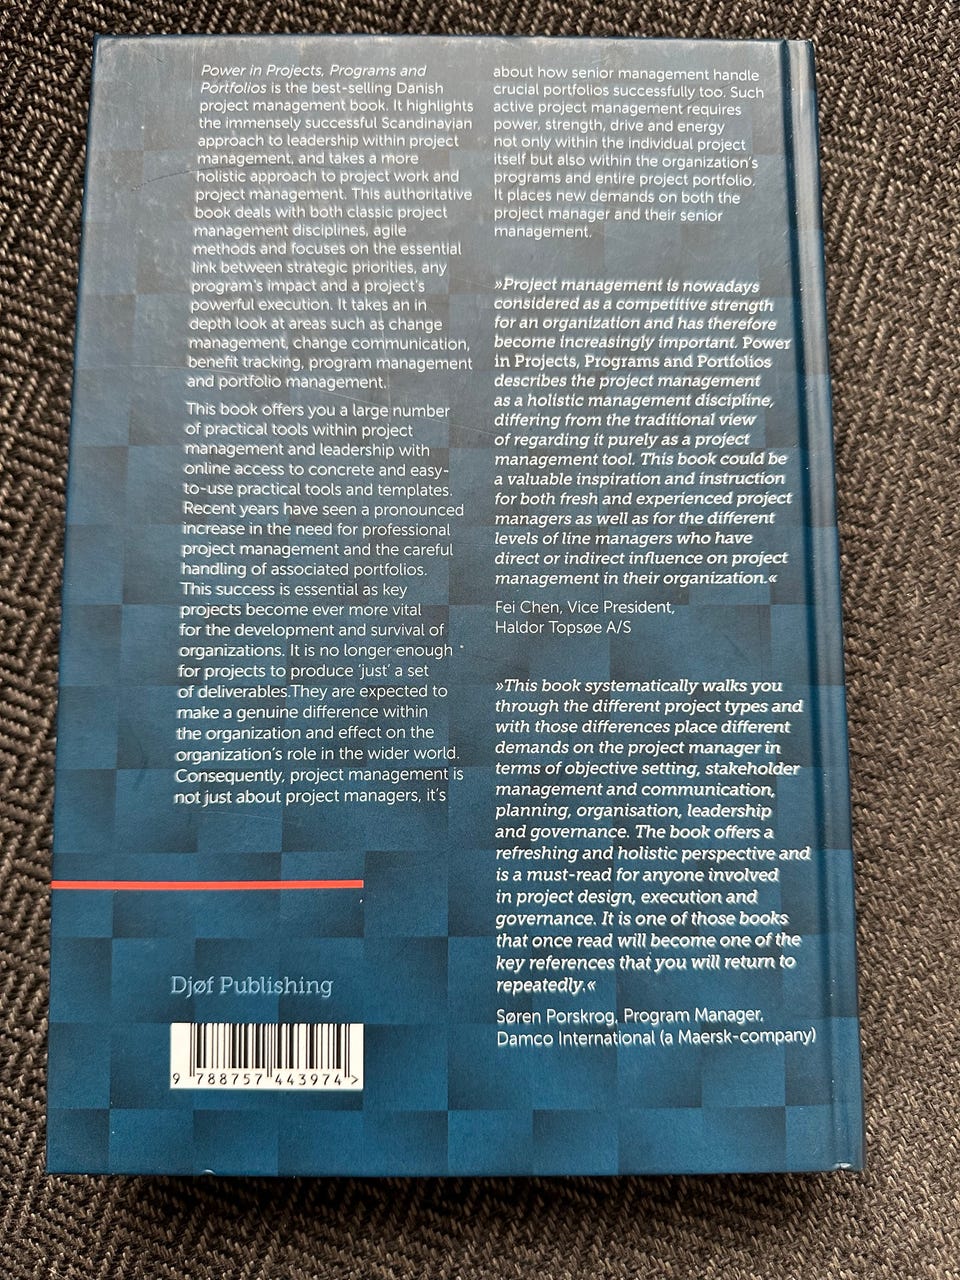 Power in Projects, Programs and
Portfolios is the best-selling Danish
project management book. It highlights
the immensely successful Scandinavian
approach to leadership within project
management, and takes a more
holistic approach to project work and
project management. This authoritative
book deals with both classic project
management disciplines, agile
methods and focuses on the essential
link between strategic priorities, any
program's impact and a project's
powerful execution. It takes an in
depth look at areas such as change
management, change communication,
benefit tracking, program management
and portfolio management.
This book offers you a large number
of practical tools within project
management and leadership with
online access to concrete and easy-
to-use practical tools and templates.
Recent years have seen a pronounced
increase in the need for professional
project management and the careful
handling of associated portfolios.
This success is essential as key
projects become ever more vital
for the development and survival of
organizations. It is no longer enough
for projects to produce 'just' a set
of deliverables.They are expected to
make a genuine difference within
the organization and effect on the
organization's role in the wider world.
Consequently, project management is
not just about project managers, it's
about how senior management handle
crucial portfolios successfully too. Such
active project management requires
power, strength, drive and energy
not only within the individual project
itself but also within the organization's
programs and entire project portfolio.
It places new demands on both the
project manager and their senior
management.
»Project management is nowadays
considered as a competitive strength
for an organization and has therefore
become increasingly important. Power
in Projects, Programs and Portfolios
describes the project management
as a holistic management discipline,
differing from the traditional view
of regarding it purely as a project
management tool. This book could be
a valuable inspiration and instruction
for both fresh and experienced project
managers as well as for the different
levels of line managers who have
direct or indirect influence on project
management in their organization.«
Fei Chen, Vice President,
Haldor Topsøe A/S
»This book systematically walks you
through the different project types and
with those differences place different
demands on the project manager in
terms of objective setting, stakeholder
management and communication,
planning, organisation, leadership
and governance. The book offers a
refreshing and holistic perspective and
is a must-read for anyone involved
in project design, execution and
governance. It is one of those books
that once read will become one of the
key references that you will return to
repeatedly.«
Søren Porskrog, Program Manager,
Damco International (a Maersk-company)
Djøf Publishing
9 788757 443974 >